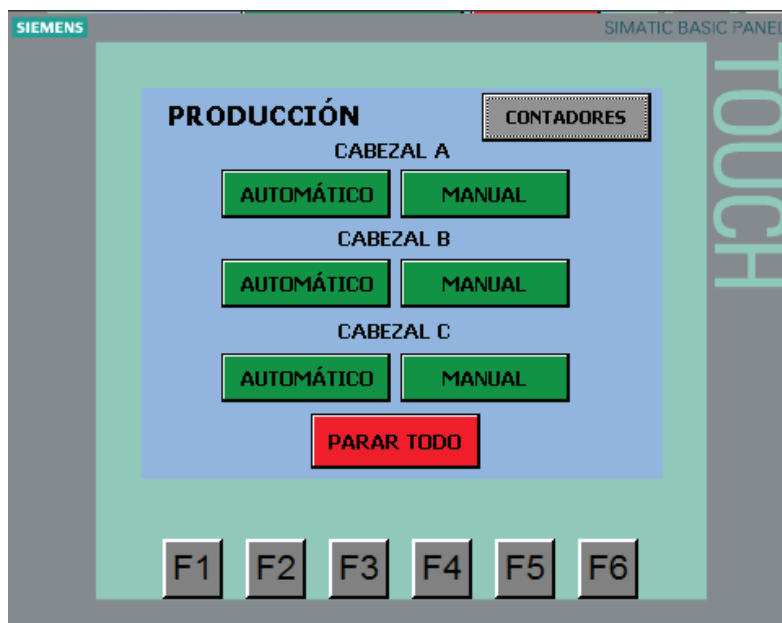 SIEMENS
SIMATIC BASIC PANEL
TOUCH
PRODUCCIÓN
CONTADORES
CABEZAL A
AUTOMÁTICO MANUAL
CABEZAL B
AUTOMÁTICO MANUAL
CABEZAL C
AUTOMÁTICO MANUAL
PARAR TODO
F1 F2 F3 F4 F5 F6